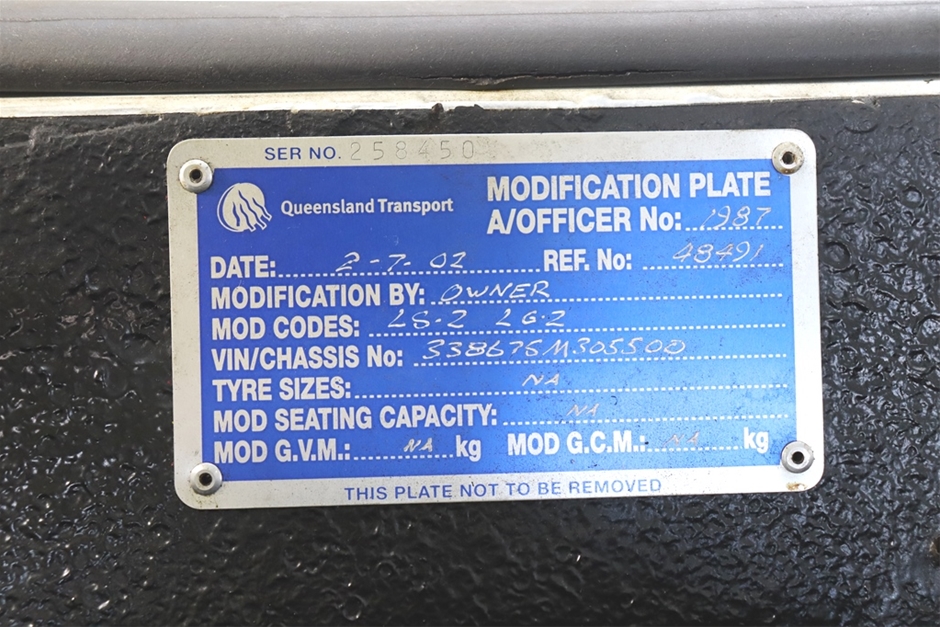 SER NO. 258450
Queensland Transport
MODIFICATION PLATE
A/OFFICER No: 1987
DATE: 2-7-02 REF. No: 48491
MODIFICATION BY: OWNER
MOD CODES: LS-2 LG-2
VIN/CHASSIS No: 338676M305500
TYRE SIZES: NA
MOD SEATING CAPACITY: NA
MOD G.V.M.: NA kg MOD G.C.M.: NA kg
THIS PLATE NOT TO BE REMOVED